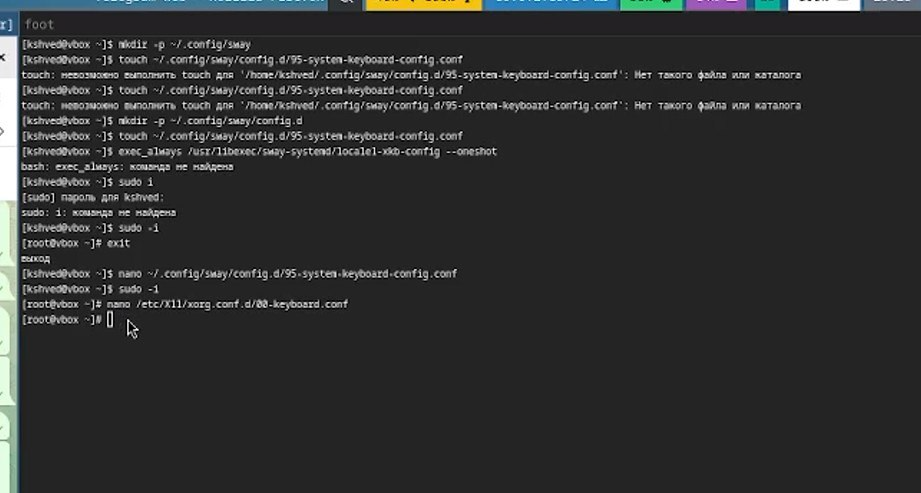 foot
[kshved@vbox ~]$ mkdir -p ~/.config/sway
[kshved@vbox ~]$ touch ~/.config/sway/config.d/95-system-keyboard-config.conf
touch: невозможно выполнить touch для '/home/kshved/.config/sway/config.d/95-system-keyboard-config.conf': Нет такого файла или каталога
[kshved@vbox ~]$ touch ~/.config/sway/config.d/95-system-keyboard-config.conf
touch: невозможно выполнить touch для '/home/kshved/.config/sway/config.d/95-system-keyboard-config.conf': Нет такого файла или каталога
[kshved@vbox ~]$ mkdir -p ~/.config/sway/config.d
[kshved@vbox ~]$ touch ~/.config/sway/config.d/95-system-keyboard-config.conf
[kshved@vbox ~]$ exec_always /usr/libexec/sway-systemd/locale1-xkb-config --oneshot
bash: exec_always: команда не найдена
[kshved@vbox ~]$ sudo i
[sudo] пароль для kshved:
sudo: i: команда не найдена
[kshved@vbox ~]$ sudo -i
[root@vbox ~]# exit
выход
[kshved@vbox ~]$ nano ~/.config/sway/config.d/95-system-keyboard-config.conf
[kshved@vbox ~]$ sudo -i
[root@vbox ~]# nano /etc/X11/xorg.conf.d/00-keyboard.conf
[root@vbox ~]#